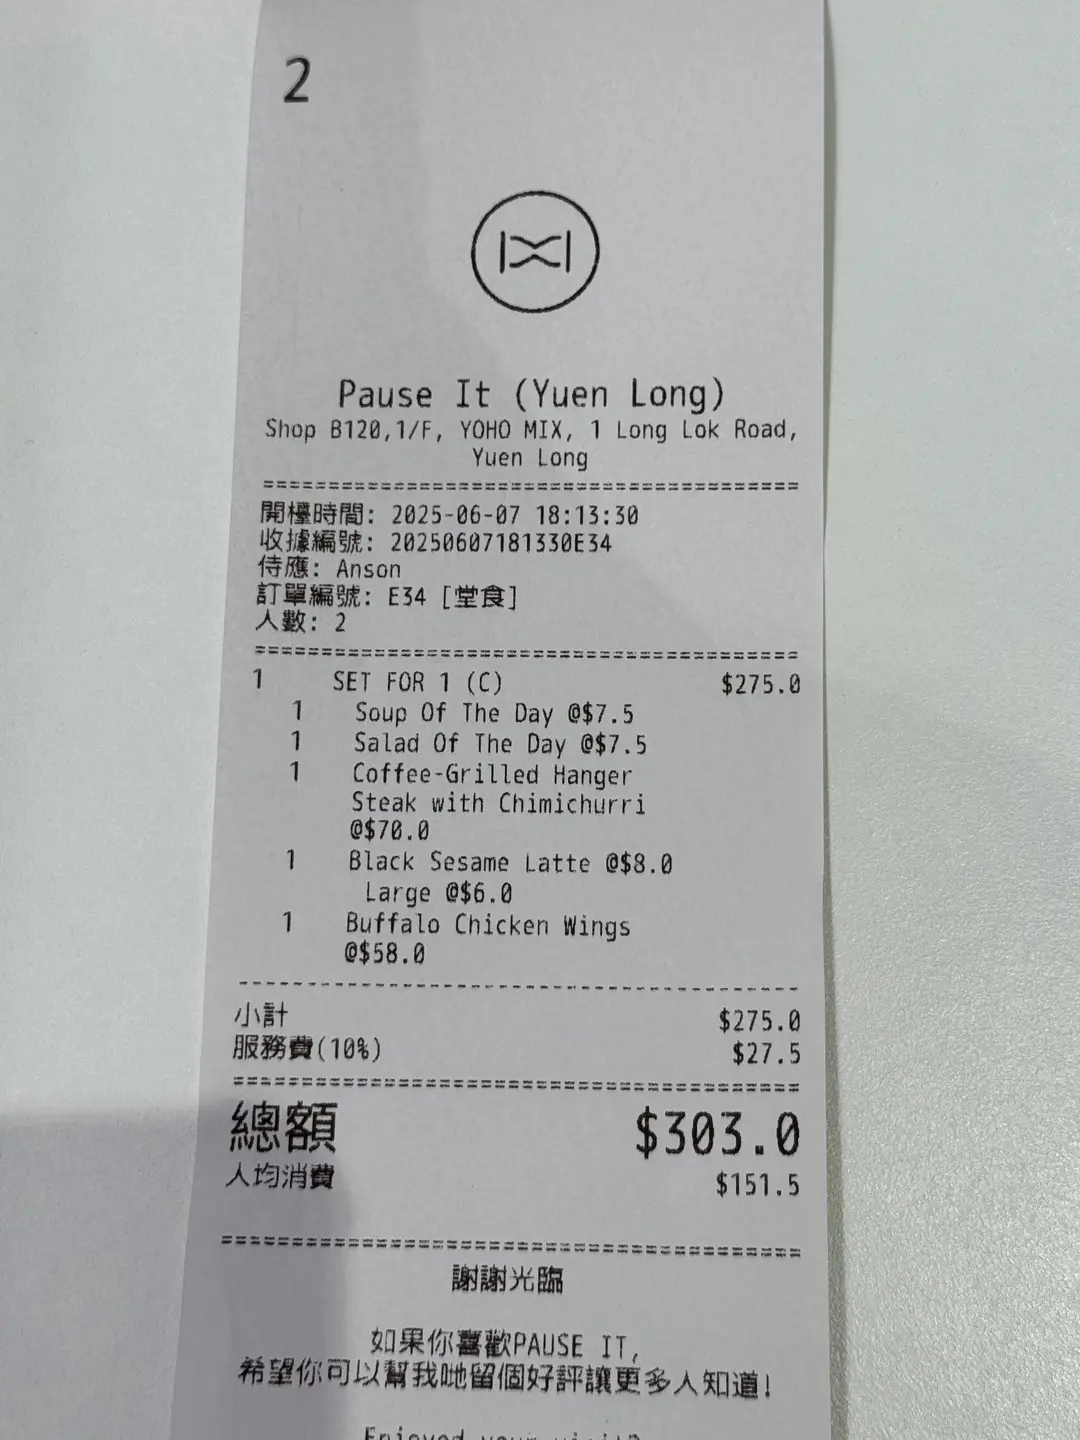 2
Pause It (Yuen Long)
Shop B120,1/F, YOHO MIX, 1 Long Lok Road,
Yuen Long
========================================
開檯時間: 2025-06-07 18:13:30
收據編號: 20250607181330E34
侍應: Anson
訂單編號: E34 [堂食]
人數: 2
========================================
1 SET FOR 1 (C) $275.0
1 Soup Of The Day @$7.5
1 Salad Of The Day @$7.5
1 Coffee-Grilled Hanger
Steak with Chimichurri
@$70.0
1 Black Sesame Latte @$8.0
Large @$6.0
1 Buffalo Chicken Wings
@$58.0
----------------------------------------
小計 $275.0
服務費(10%) $27.5
========================================
總額 $303.0
人均消費 $151.5
========================================
謝謝光臨
如果你喜歡PAUSE IT,
希望你可以幫我哋留個好評讓更多人知道!
Enjoyed your visit?